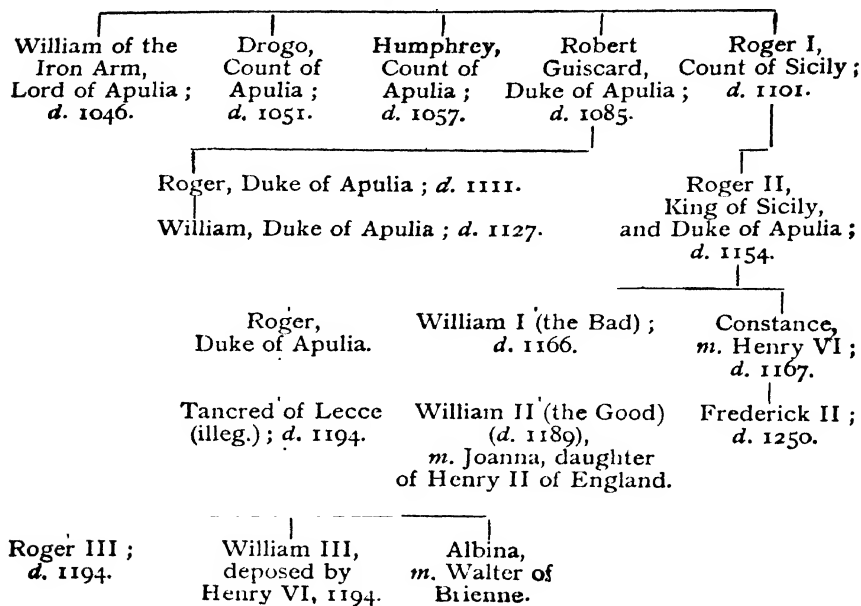 William of the
Iron Arm,
Lord of Apulia ;
d. 1046.
Drogo,
Count of
Apulia ;
d. 1051.
Humphrey,
Count of
Apulia ;
d. 1057.
Robert
Guiscard,
Duke of Apulia ;
d. 1085.
Roger I,
Count of Sicily ;
d. 1101.
Roger, Duke of Apulia ; d. 1111.
William, Duke of Apulia ; d. 1127.
Roger II,
King of Sicily,
and Duke of Apulia ;
d. 1154.
Roger,
Duke of Apulia.
William I (the Bad) ;
d. 1166.
Constance,
m. Henry VI ;
d. 1167.
Tancred of Lecce
(illeg.) ; d. 1194.
William II (the Good)
(d. 1189),
m. Joanna, daughter
of Henry II of England.
Frederick II ;
d. 1250.
Roger III ;
d. 1194.
William III,
deposed by
Henry VI, 1194.
Albina,
m. Walter of
Brienne.